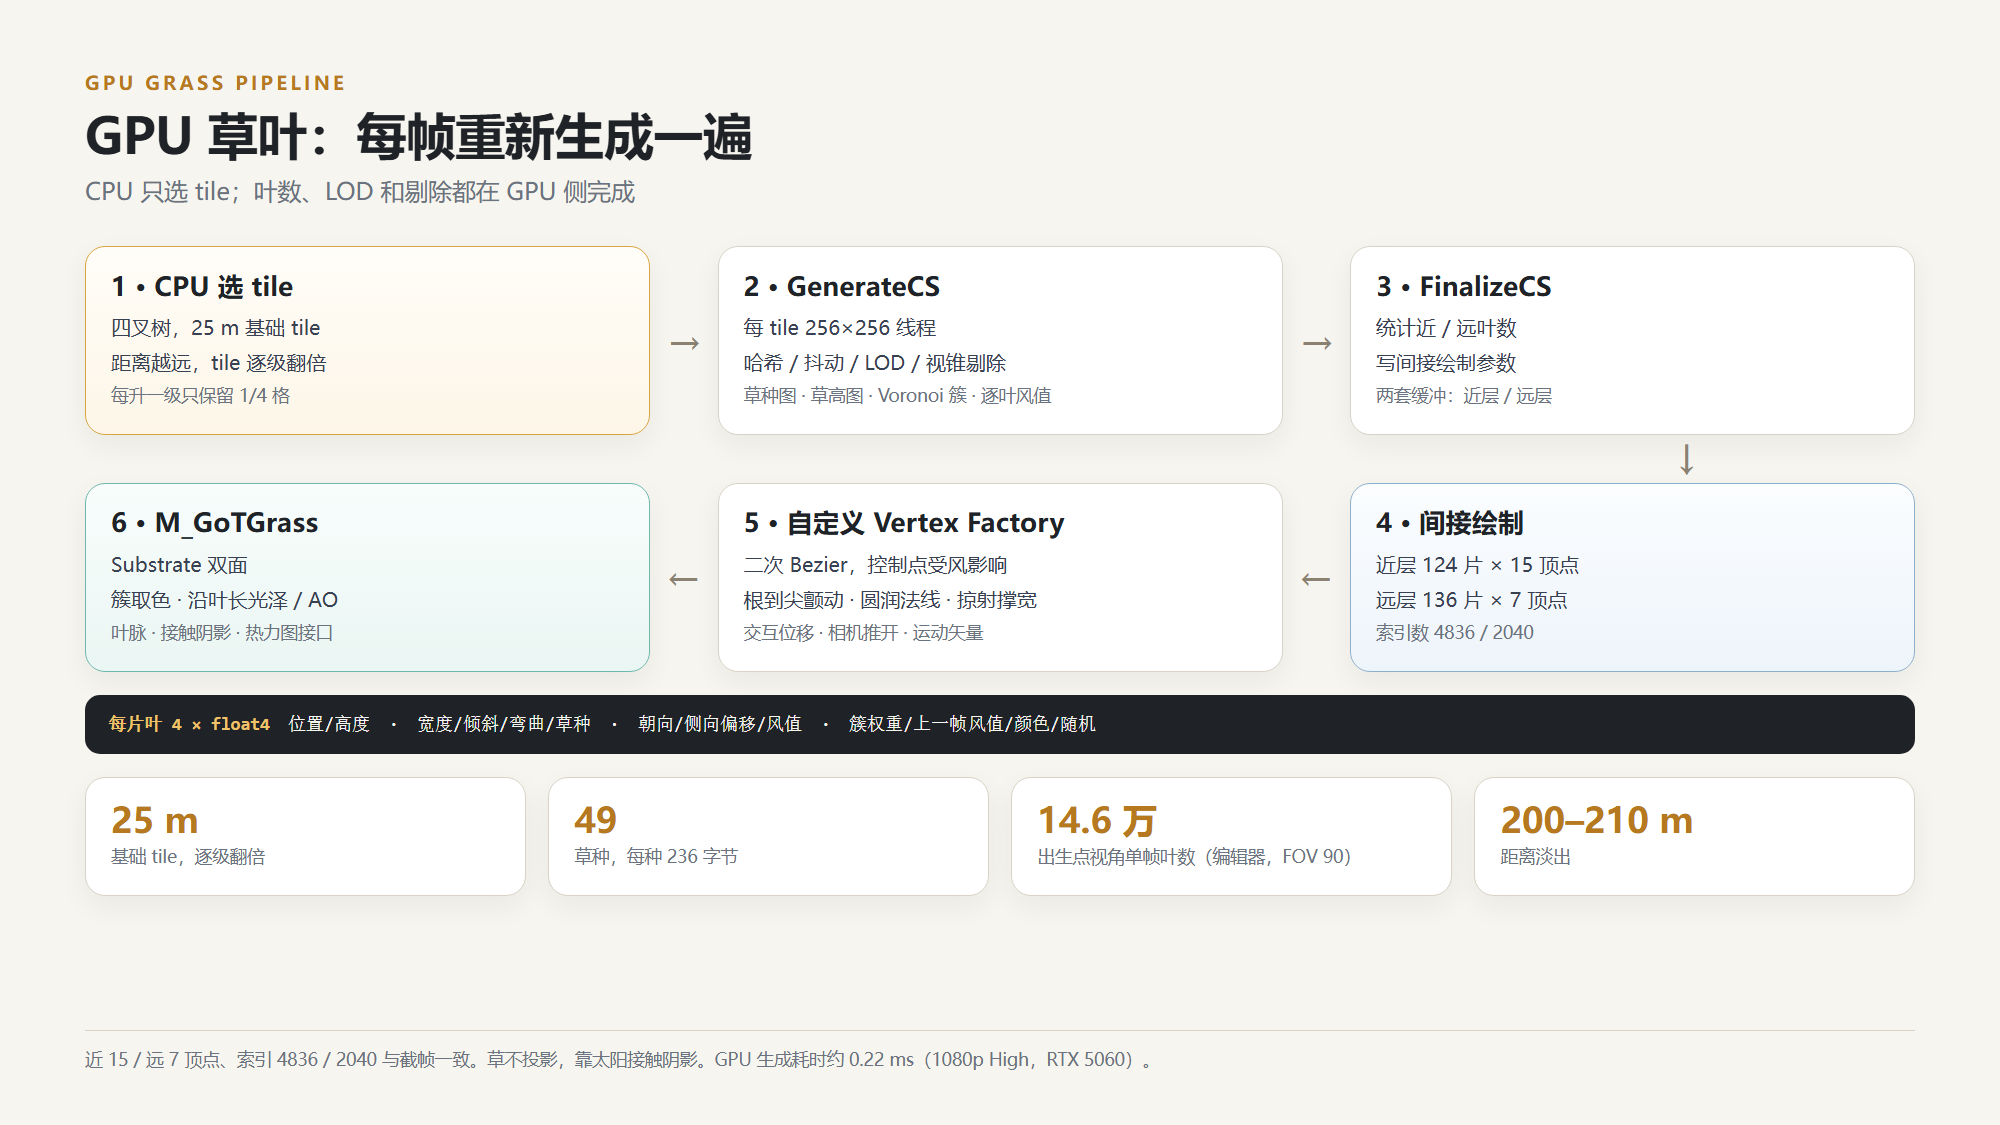 GPU GRASS PIPELINE
GPU 草叶：每帧重新生成一遍
CPU 只选 tile；叶数、LOD 和剔除都在 GPU 侧完成
1 • CPU 选 tile
四叉树，25 m 基础 tile
距离越远，tile 逐级翻倍
每升一级只保留 1/4 格
→
2 • GenerateCS
每 tile 256×256 线程
哈希 / 抖动 / LOD / 视锥剔除
草种图 · 草高图 · Voronoi 簇 · 逐叶风值
→
3 • FinalizeCS
统计近 / 远叶数
写间接绘制参数
两套缓冲：近层 / 远层
↓
4 • 间接绘制
近层 124 片 × 15 顶点
远层 136 片 × 7 顶点
索引数 4836 / 2040
←
5 • 自定义 Vertex Factory
二次 Bezier，控制点受风影响
根到尖颤动 · 圆润法线 · 掠射撑宽
交互位移 · 相机推开 · 运动矢量
←
6 • M_GoTGrass
Substrate 双面
簇取色 · 沿叶长光泽 / AO
叶脉 · 接触阴影 · 热力图接口
每片叶 4 × float4 位置/高度 · 宽度/倾斜/弯曲/草种 · 朝向/侧向偏移/风值 · 簇权重/上一帧风值/颜色/随机
25 m
基础 tile，逐级翻倍
49
草种，每种 236 字节
14.6 万
出生点视角单帧叶数（编辑器，FOV 90）
200–210 m
距离淡出
近 15 / 远 7 顶点、索引 4836 / 2040 与截帧一致。草不投影，靠太阳接触阴影。GPU 生成耗时约 0.22 ms（1080p High，RTX 5060）。